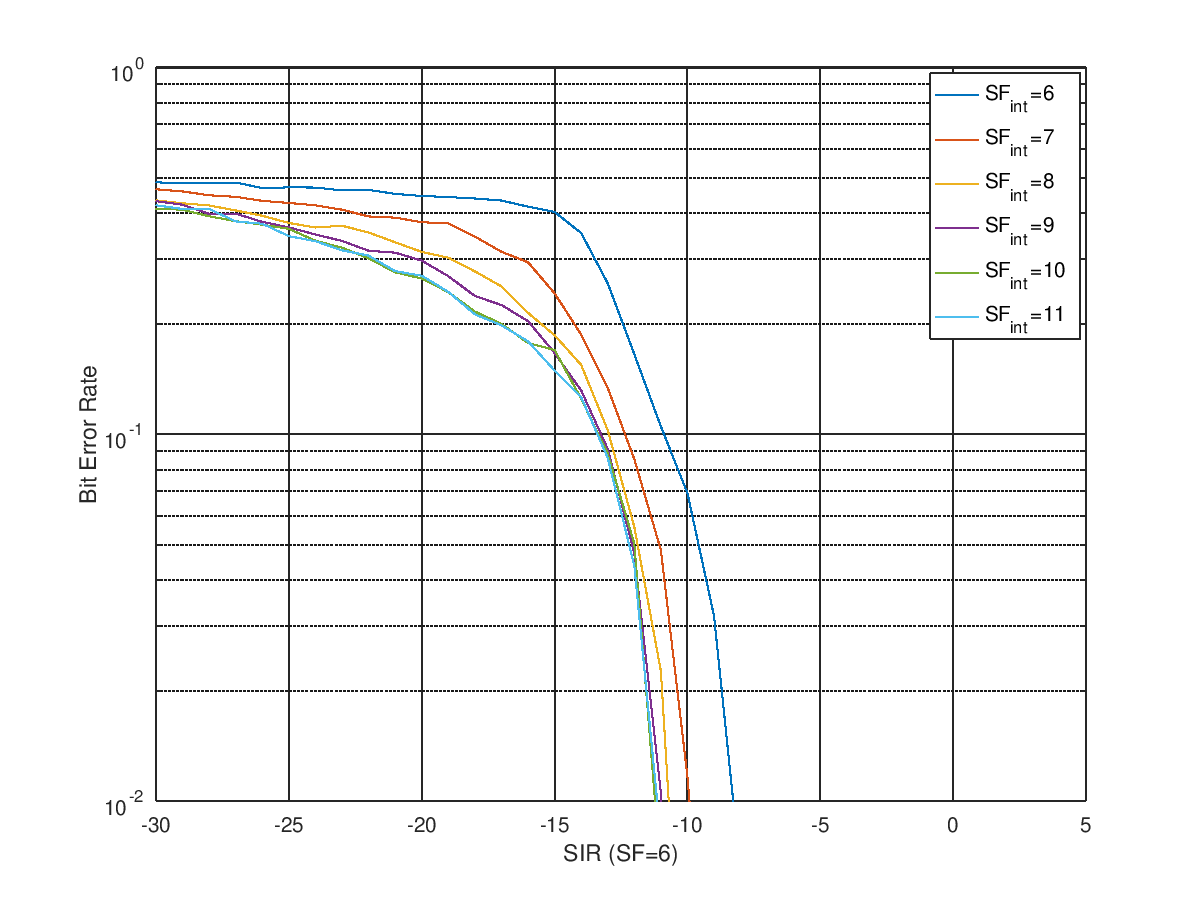 10^0
10^-1
10^-2
Bit Error Rate
-30 -25 -20 -15 -10 -5 0 5
SIR (SF=6)
SF_int=6
SF_int=7
SF_int=8
SF_int=9
SF_int=10
SF_int=11